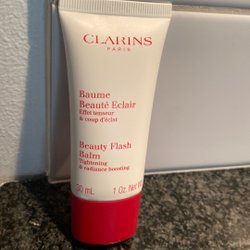 CLARINS
PARIS
Baume
Beauté Eclair
Effet tenseur
& coup d'éclat
Beauty Flash
Balm
Tightening
& radiance boosting
30 mL 1 Oz. Net